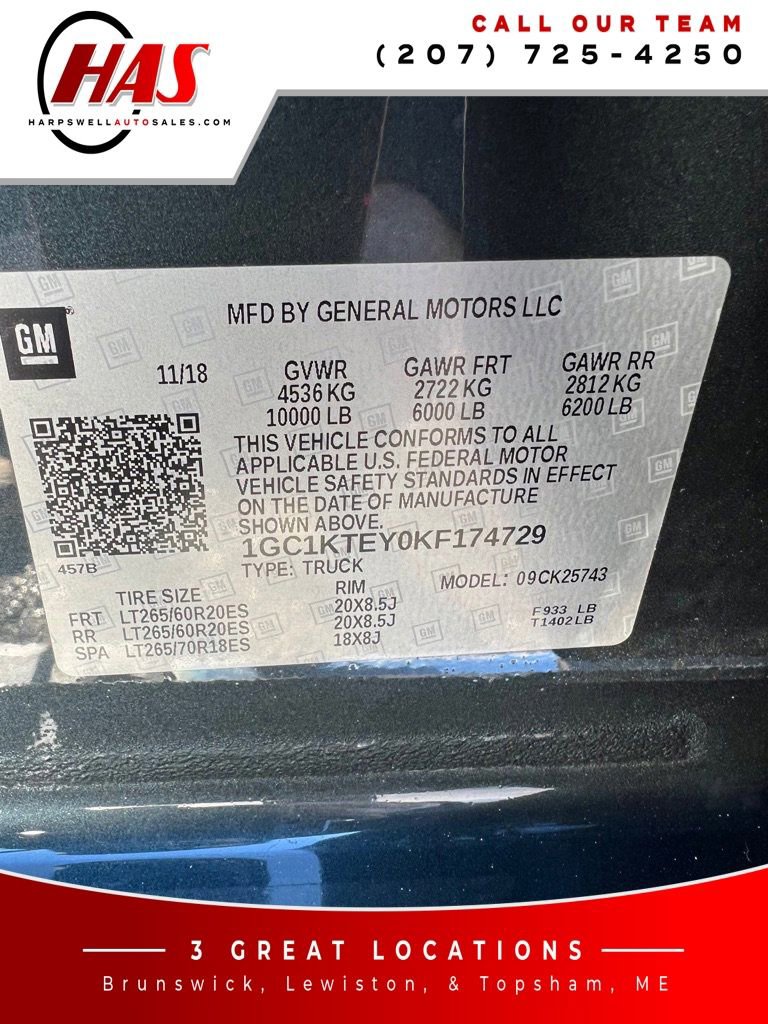 CALL OUR TEAM
(207) 725-4250
HAS
HARPSWELLAUTOSALES.COM
MFD BY GENERAL MOTORS LLC
GM
11/18 GVWR GAWR FRT GAWR RR
4536 KG 2722 KG 2812 KG
10000 LB 6000 LB 6200 LB
THIS VEHICLE CONFORMS TO ALL
APPLICABLE U.S. FEDERAL MOTOR
VEHICLE SAFETY STANDARDS IN EFFECT
ON THE DATE OF MANUFACTURE
SHOWN ABOVE.
1GC1KTEY0KF174729
457B
TYPE: TRUCK MODEL: 09CK25743
TIRE SIZE RIM
FRT LT265/60R20ES 20X8.5J F933 LB
RR LT265/60R20ES 20X8.5J T1402LB
SPA LT265/70R18ES 18X8J
3 GREAT LOCATIONS
Brunswick, Lewiston, & Topsham, ME